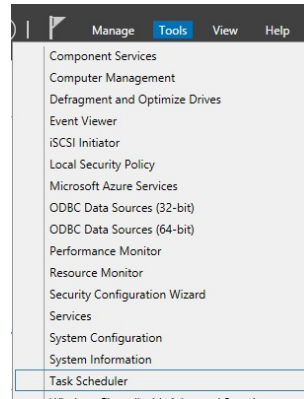 Manage Tools View Help
Component Services
Computer Management
Defragment and Optimize Drives
Event Viewer
iSCSI Initiator
Local Security Policy
Microsoft Azure Services
ODBC Data Sources (32-bit)
ODBC Data Sources (64-bit)
Performance Monitor
Resource Monitor
Security Configuration Wizard
Services
System Configuration
System Information
Task Scheduler